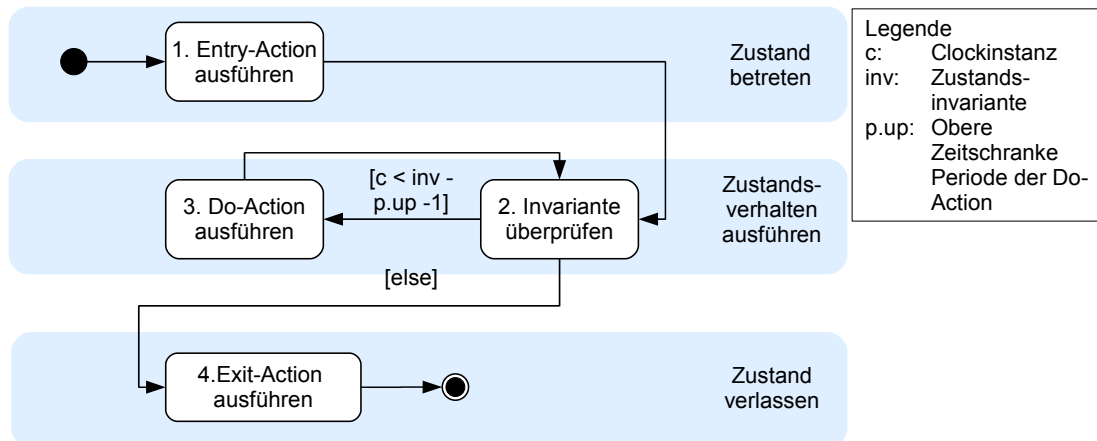 1. Entry-Action
ausführen
Zustand
betreten
[c < inv -
p.up -1]
3. Do-Action
ausführen
2. Invariante
überprüfen
Zustands-
verhalten
ausführen
[else]
4.Exit-Action
ausführen
Zustand
verlassen
Legende
c: Clockinstanz
inv: Zustands-
invariante
p.up: Obere
Zeitschranke
Periode der Do-
Action